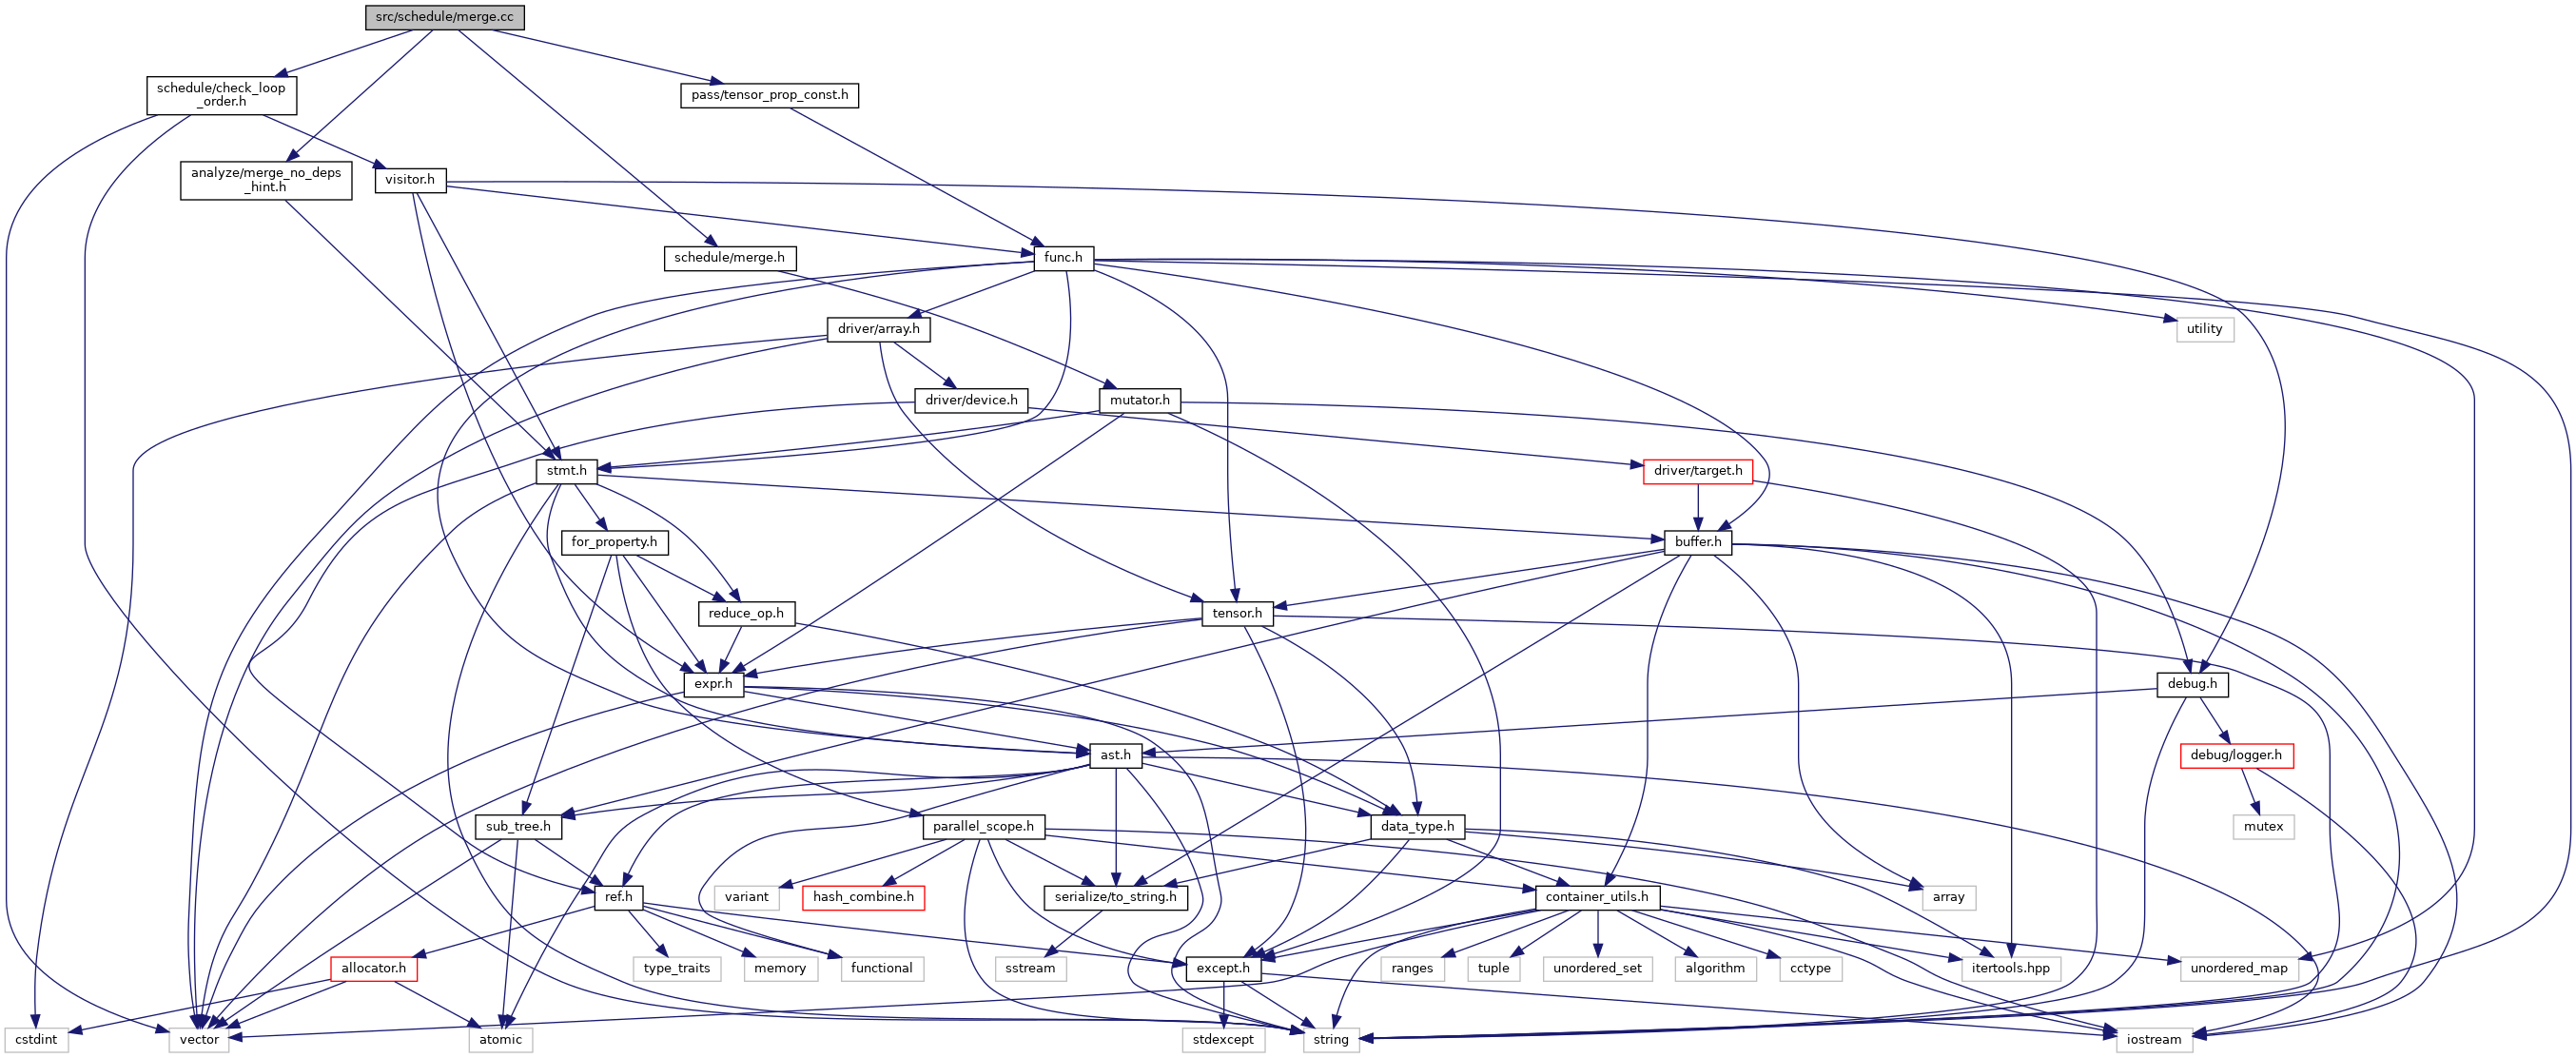 src/schedule/merge.cc
schedule/check_loop
_order.h
pass/tensor_prop_const.h
analyze/merge_no_deps
_hint.h
visitor.h
schedule/merge.h
func.h
driver/array.h
utility
driver/device.h
mutator.h
stmt.h
driver/target.h
for_property.h
buffer.h
reduce_op.h
tensor.h
expr.h
debug.h
ast.h
debug/logger.h
sub_tree.h
parallel_scope.h
data_type.h
mutex
ref.h
variant
hash_combine.h
serialize/to_string.h
container_utils.h
array
allocator.h
type_traits
memory
functional
sstream
except.h
ranges
tuple
unordered_set
algorithm
cctype
itertools.hpp
unordered_map
cstdint
vector
atomic
stdexcept
string
iostream